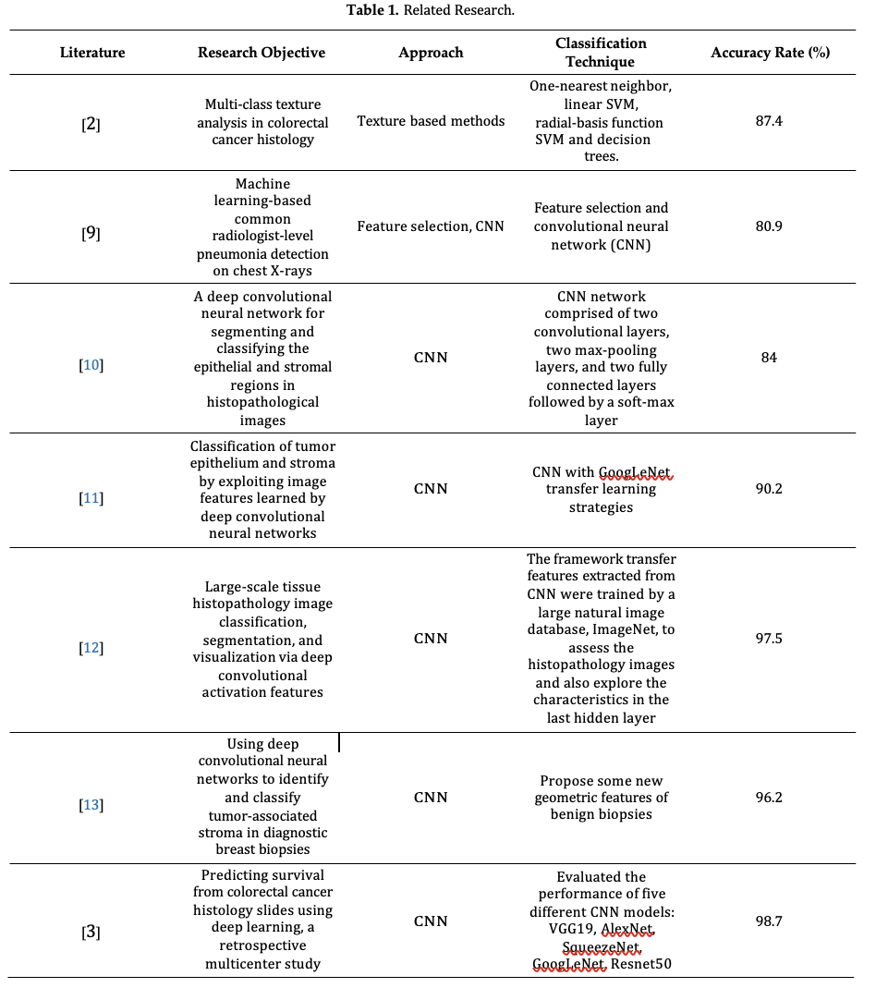 Table 1. Related Research.
Literature
Research Objective
Approach
Classification
Technique
Accuracy Rate (%)
[2]
Multi-class texture
analysis in colorectal
cancer histology
Texture based methods
One-nearest neighbor,
linear SVM,
radial-basis function
SVM and decision
trees.
87.4
[9]
Machine
learning-based
common
radiologist-level
pneumonia detection
on chest X-rays
Feature selection, CNN
Feature selection and
convolutional neural
network (CNN)
80.9
[10]
A deep convolutional
neural network for
segmenting and
classifying the
epithelial and stromal
regions in
histopathological
images
CNN
CNN network
comprised of two
convolutional layers,
two max-pooling
layers, and two fully
connected layers
followed by a soft-max
layer
84
[11]
Classification of tumor
epithelium and stroma
by exploiting image
features learned by
deep convolutional
neural networks
CNN
CNN with GoogLeNet
transfer learning
strategies
90.2
[12]
Large-scale tissue
histopathology image
classification,
segmentation, and
visualization via deep
convolutional
activation features
CNN
The framework transfer
features extracted from
CNN were trained by a
large natural image
database, ImageNet, to
assess the
histopathology images
and also explore the
characteristics in the
last hidden layer
97.5
[13]
Using deep
convolutional neural
networks to identify
and classify
tumor-associated
stroma in diagnostic
breast biopsies
CNN
Propose some new
geometric features of
benign biopsies
96.2
[3]
Predicting survival
from colorectal cancer
histology slides using
deep learning, a
retrospective
multicenter study
CNN
Evaluated the
performance of five
different CNN models:
VGG19, AlexNet,
SqueezeNet,
GoogLeNet, Resnet50
98.7